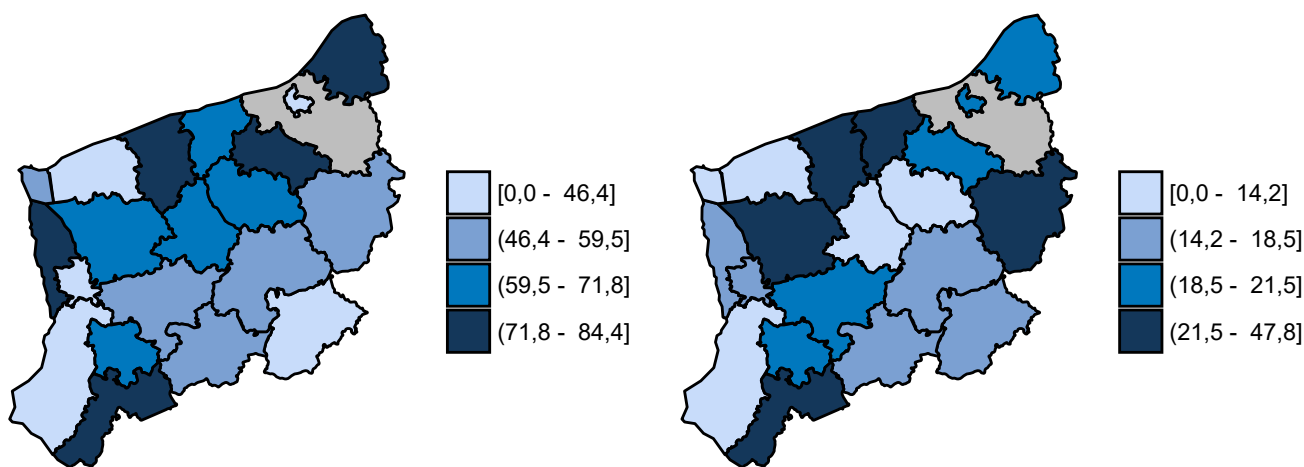 [0,0 - 46,4]
(46,4 - 59,5]
(59,5 - 71,8]
(71,8 - 84,4]
[0,0 - 14,2]
(14,2 - 18,5]
(18,5 - 21,5]
(21,5 - 47,8]